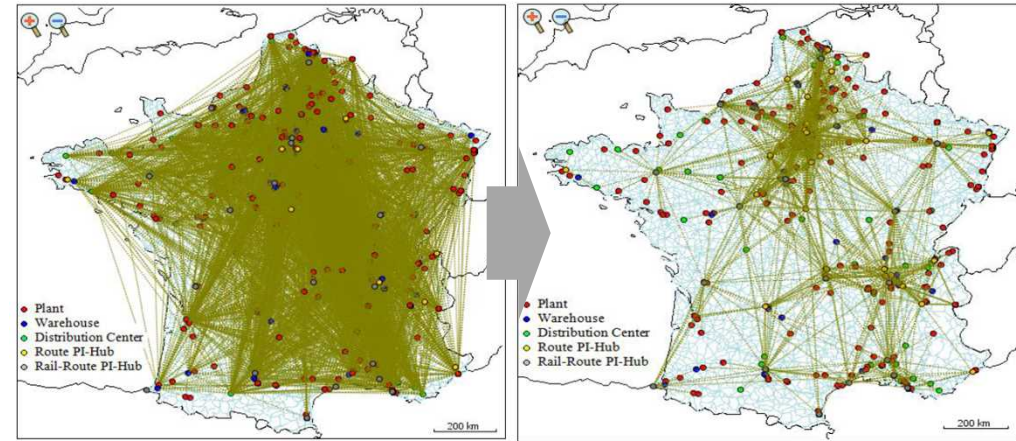 Plant
Warehouse
Distribution Center
Route PI-Hub
Rail-Route PI-Hub
200 km
Plant
Warehouse
Distribution Center
Route PI-Hub
Rail-Route PI-Hub
200 km